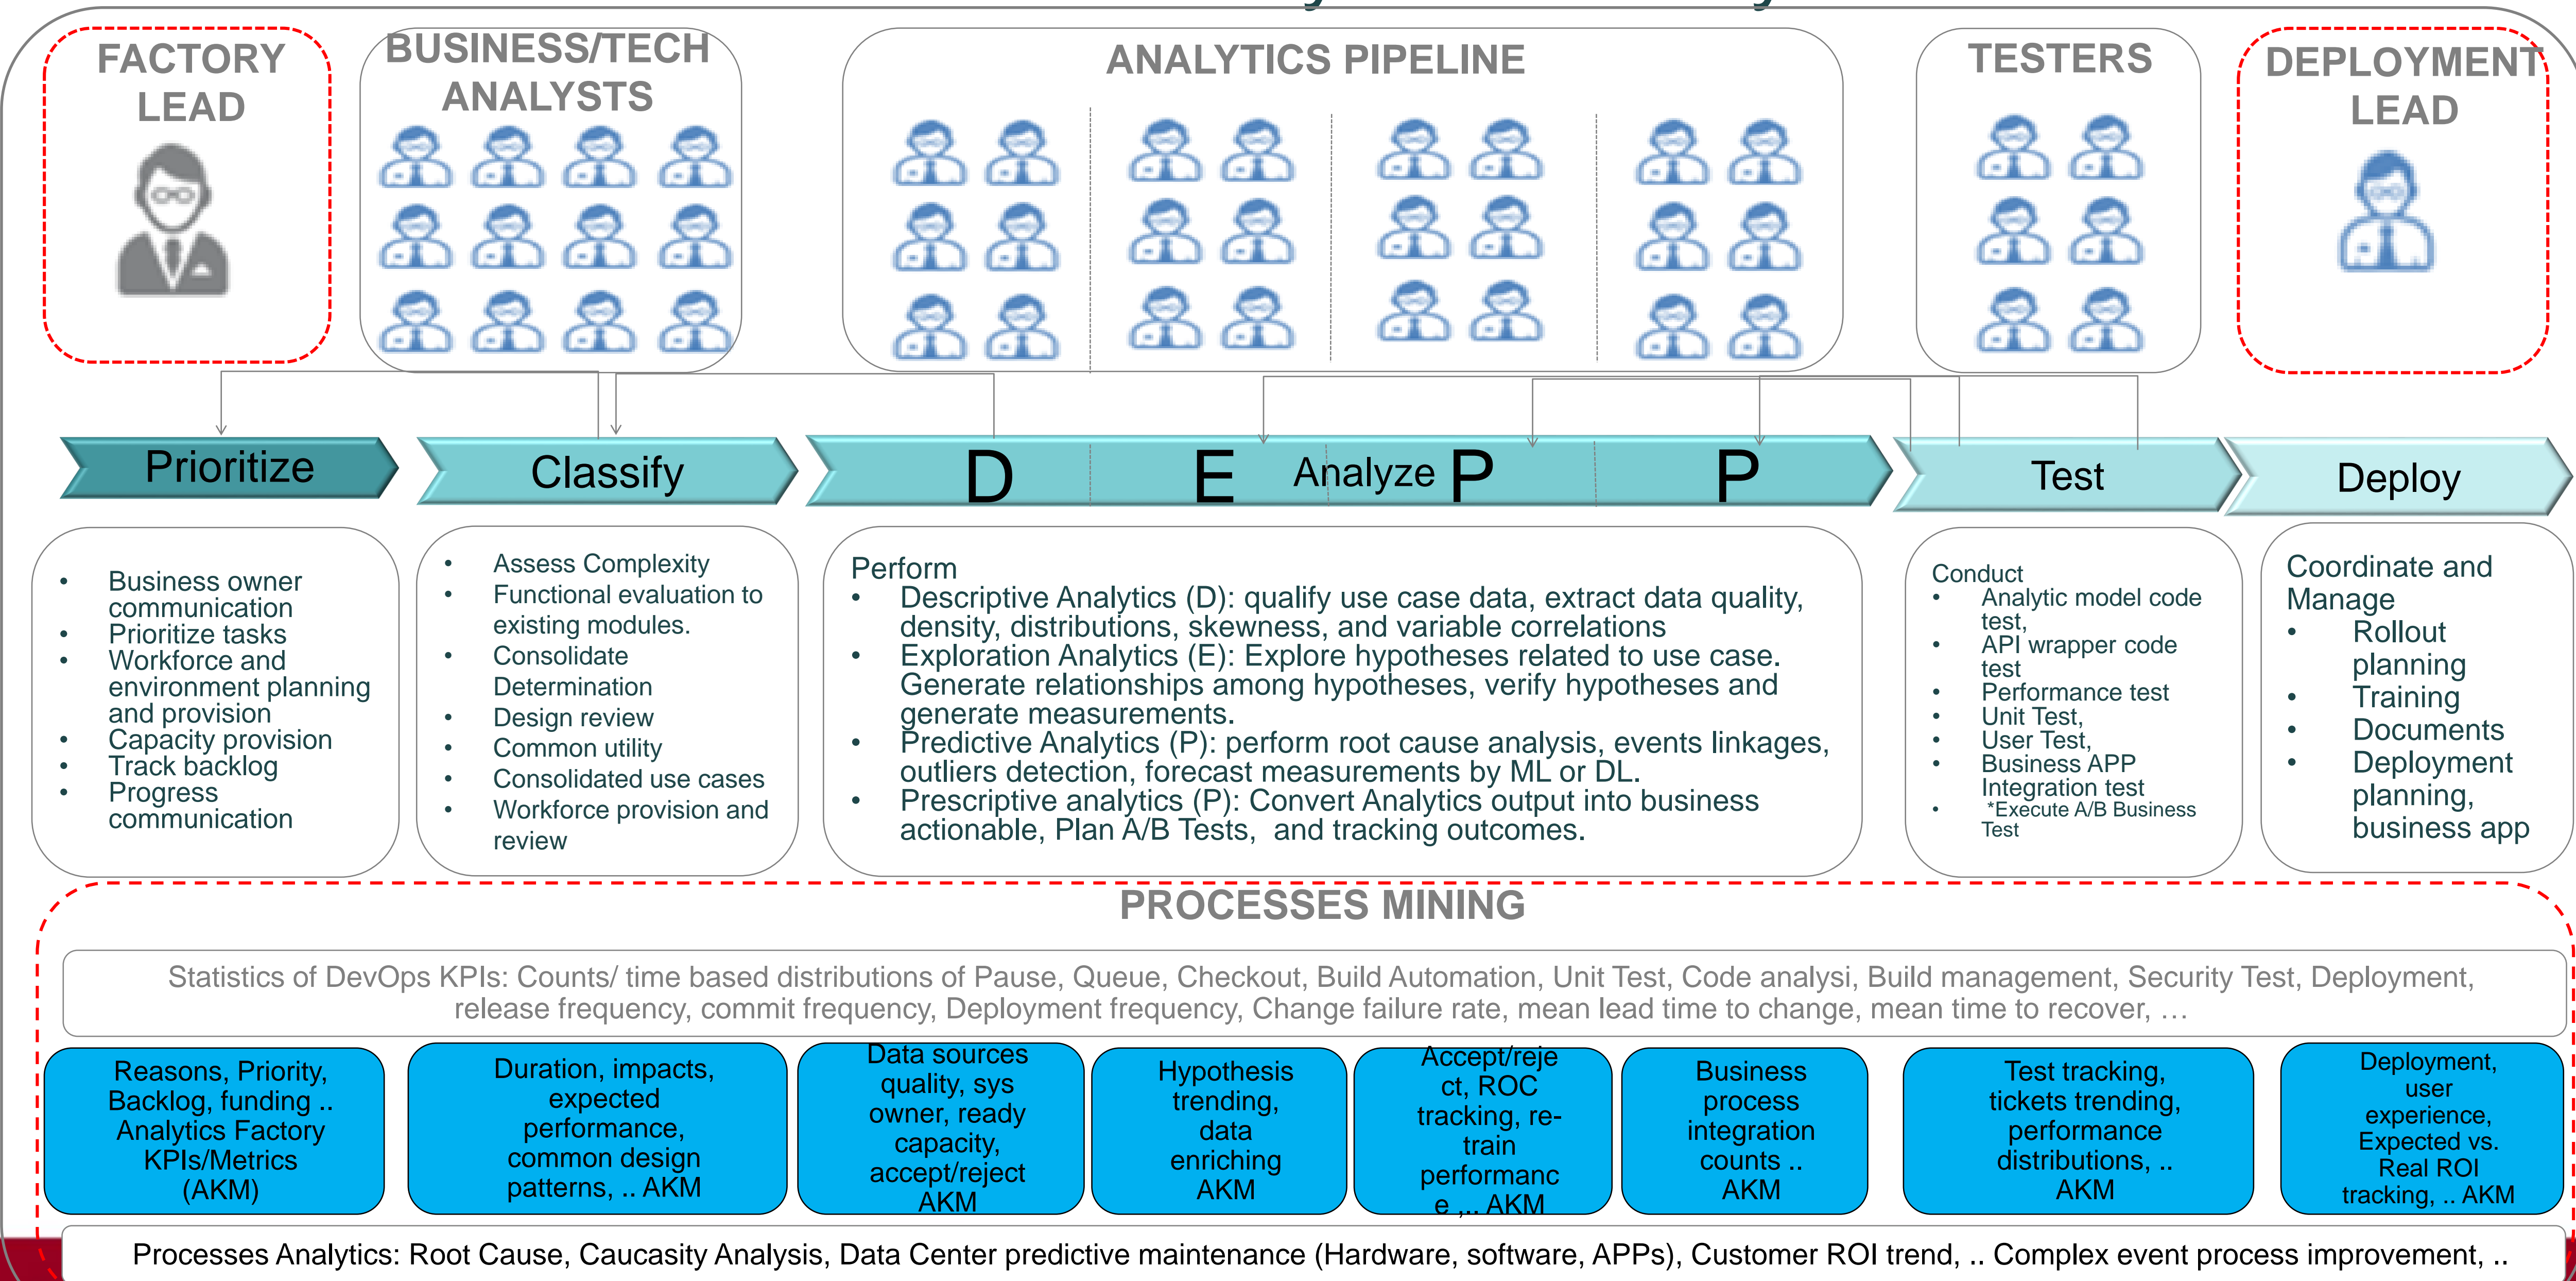 FACTORY
LEAD
BUSINESS/TECH
ANALYSTS
ANALYTICS PIPELINE
TESTERS
DEPLOYMENT
LEAD
Prioritize
Classify
D
E
Analyze
P
P
Test
Deploy
• Business owner
communication
• Prioritize tasks
• Workforce and
environment planning
and provision
• Capacity provision
• Track backlog
• Progress
communication
• Assess Complexity
• Functional evaluation to
existing modules.
• Consolidate
Determination
• Design review
• Common utility
• Consolidated use cases
• Workforce provision and
review
Perform
• Descriptive Analytics (D): qualify use case data, extract data quality,
density, distributions, skewness, and variable correlations
• Exploration Analytics (E): Explore hypotheses related to use case.
Generate relationships among hypotheses, verify hypotheses and
generate measurements.
• Predictive Analytics (P): perform root cause analysis, events linkages,
outliers detection, forecast measurements by ML or DL.
• Prescriptive analytics (P): Convert Analytics output into business
actionable, Plan A/B Tests, and tracking outcomes.
Conduct
• Analytic model code
test,
• API wrapper code
test
• Performance test
• Unit Test,
• User Test,
• Business APP
Integration test
• *Execute A/B Business
Test
Coordinate and
Manage
• Rollout
planning
• Training
• Documents
• Deployment
planning,
business app
PROCESSES MINING
Statistics of DevOps KPIs: Counts/ time based distributions of Pause, Queue, Checkout, Build Automation, Unit Test, Code analysi, Build management, Security Test, Deployment,
release frequency, commit frequency, Deployment frequency, Change failure rate, mean lead time to change, mean time to recover, …
Reasons, Priority,
Backlog, funding ..
Analytics Factory
KPIs/Metrics
(AKM)
Duration, impacts,
expected
performance,
common design
patterns, .. AKM
Data sources
quality, sys
owner, ready
capacity,
accept/reject
AKM
Hypothesis
trending,
data
enriching
AKM
Accept/reje
ct, ROC
tracking, re-
train
performanc
e ,.. AKM
Business
process
integration
counts ..
AKM
Test tracking,
tickets trending,
performance
distributions, ..
AKM
Deployment,
user
experience,
Expected vs.
Real ROI
tracking, .. AKM
Processes Analytics: Root Cause, Caucasity Analysis, Data Center predictive maintenance (Hardware, software, APPs), Customer ROI trend, .. Complex event process improvement, ..